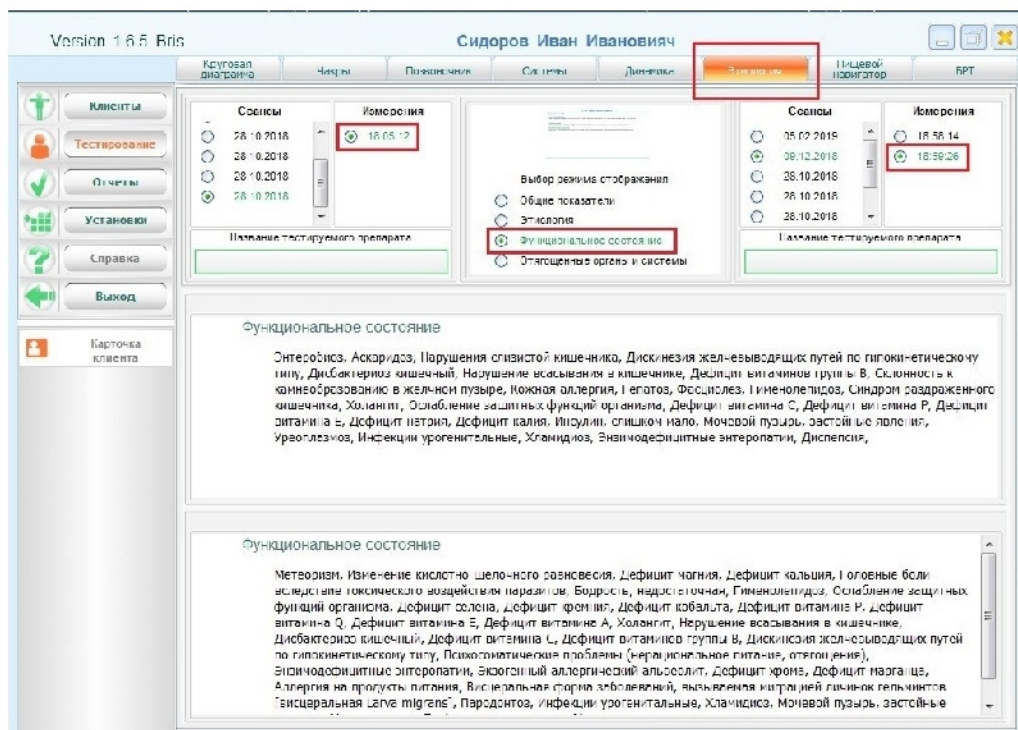 Version 1.6.5 Bris
Сидоров Иван Ивановияч
Круговая диаграмма
Чакры
Позвоночник
Системы
Динамика
Этиология
Пищевой навигатор
БРТ
Клиенты
Тестирование
Отчеты
Установки
Справка
Выход
Карточка клиента
Сеансы
Измерения
28.10.2018
28.10.2018
28.10.2018
28.10.2018
18:05:12
Название тестируемого препарата
Выбор режима отображения
Общие показатели
Этиология
Функциональное состояние
Отягощенные органы и системы
Сеансы
Измерения
05.02.2019
09.12.2018
28.10.2018
28.10.2018
28.10.2018
18:58:14
18:59:26
Название тестируемого препарата
Функциональное состояние
Энтеробиоз, Аскаридоз, Нарушения слизистой кишечника, Дискинезия желчевыводящих путей по гипокинетическому
типу, Дисбактериоз кишечный, Нарушение всасывания в кишечнике, Дефицит витаминов группы B, Склонность к
камнеобразованию в желчном пузыре, Кожная аллергия, Гепатоз, Фасциолез, Гименолепидоз, Синдром раздраженного
кишечника, Холангит, Ослабление защитных функций организма, Дефицит витамина C, Дефицит витамина P, Дефицит
витамина E, Дефицит натрия, Дефицит калия, Инсулин, слишком мало, Мочевой пузырь, застойные явления,
Уреоплазмоз, Инфекции урогенитальные, Хламидиоз, Энзимодефицитные энтеропатии, Диспепсия,
Функциональное состояние
Метеоризм, Изменение кислотно-щелочного равновесия, Дефицит магния, Дефицит кальция, Головные боли
вследствие токсического воздействия паразитов, Бодрость, недостаточная, Гименолепидоз, Ослабление защитных
функций организма, Дефицит селена, Дефицит кремния, Дефицит кобальта, Дефицит витамина P, Дефицит
витамина Q, Дефицит витамина E, Дефицит витамина A, Холангит, Нарушение всасывания в кишечнике,
Дисбактериоз кишечный, Дефицит витамина C, Дефицит витаминов группы B, Дискинезия желчевыводящих путей
по гипокинетическому типу, Психосоматические проблемы (нерациональное питание, отягощения),
Энзимодефицитные энтеропатии, Экзогенный аллергический альвеолит, Дефицит хрома, Дефицит марганца,
Аллергия на продукты питания, Висцеральная форма заболеваний, вызываемая миграцией личинок гельминтов
[висцеральная Larva migrans], Пародонтоз, Инфекции урогенитальные, Хламидиоз, Мочевой пузырь, застойные